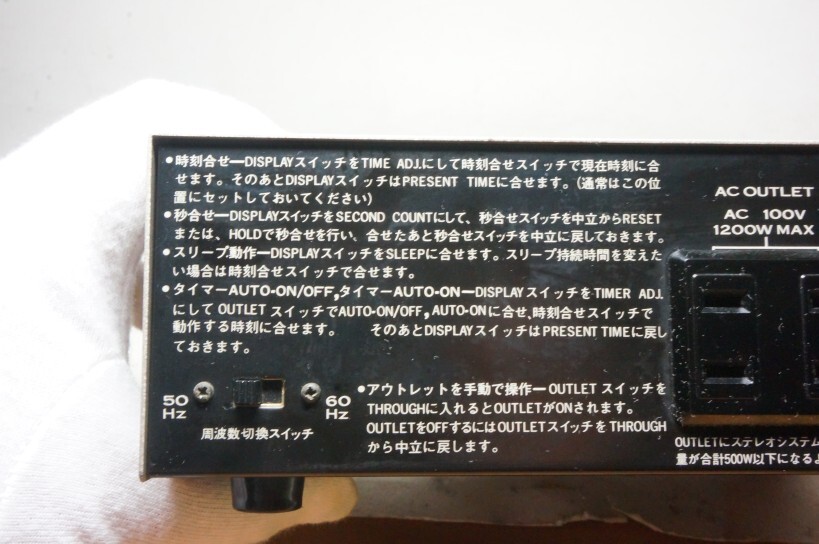 ●時刻合せ―DISPLAYスイッチをTIME ADJ.にして時刻合せスイッチで現在時刻に合
せます。そのあとDISPLAYスイッチはPRESENT TIMEに合せます。(通常はこの位
置にセットしておいてください)
●秒合せ―DISPLAYスイッチをSECOND COUNTにして、秒合せスイッチを中立からRESET
または、HOLDで秒合せを行い、合せたあと秒合せスイッチを中立に戻しておきます。
●スリープ動作―DISPLAYスイッチをSLEEPに合せます。スリープ持続時間を変えた
い場合は時刻合せスイッチで合せます。
●タイマーAUTO-ON/OFF,タイマーAUTO-ON―DISPLAYスイッチをTIMER ADJ.
にして OUTLET スイッチでAUTO-ON/OFF,AUTO-ONに合せ,時刻合せスイッチで
動作する時刻に合せます。 そのあとDISPLAYスイッチはPRESENT TIMEに戻し
ておきます。
●アウトレットを手動で操作―OUTLET スイッチを
THROUGHに入れるとOUTLETがONされます。
OUTLETをOFFするにはOUTLETスイッチをTHROUGH
から中立に戻します。
50
Hz
60
Hz
周波数切換スイッチ
AC OUTLET
AC 100V
1200W MAX
OUTLETにステレオシステム
量が合計500W以下になるよ